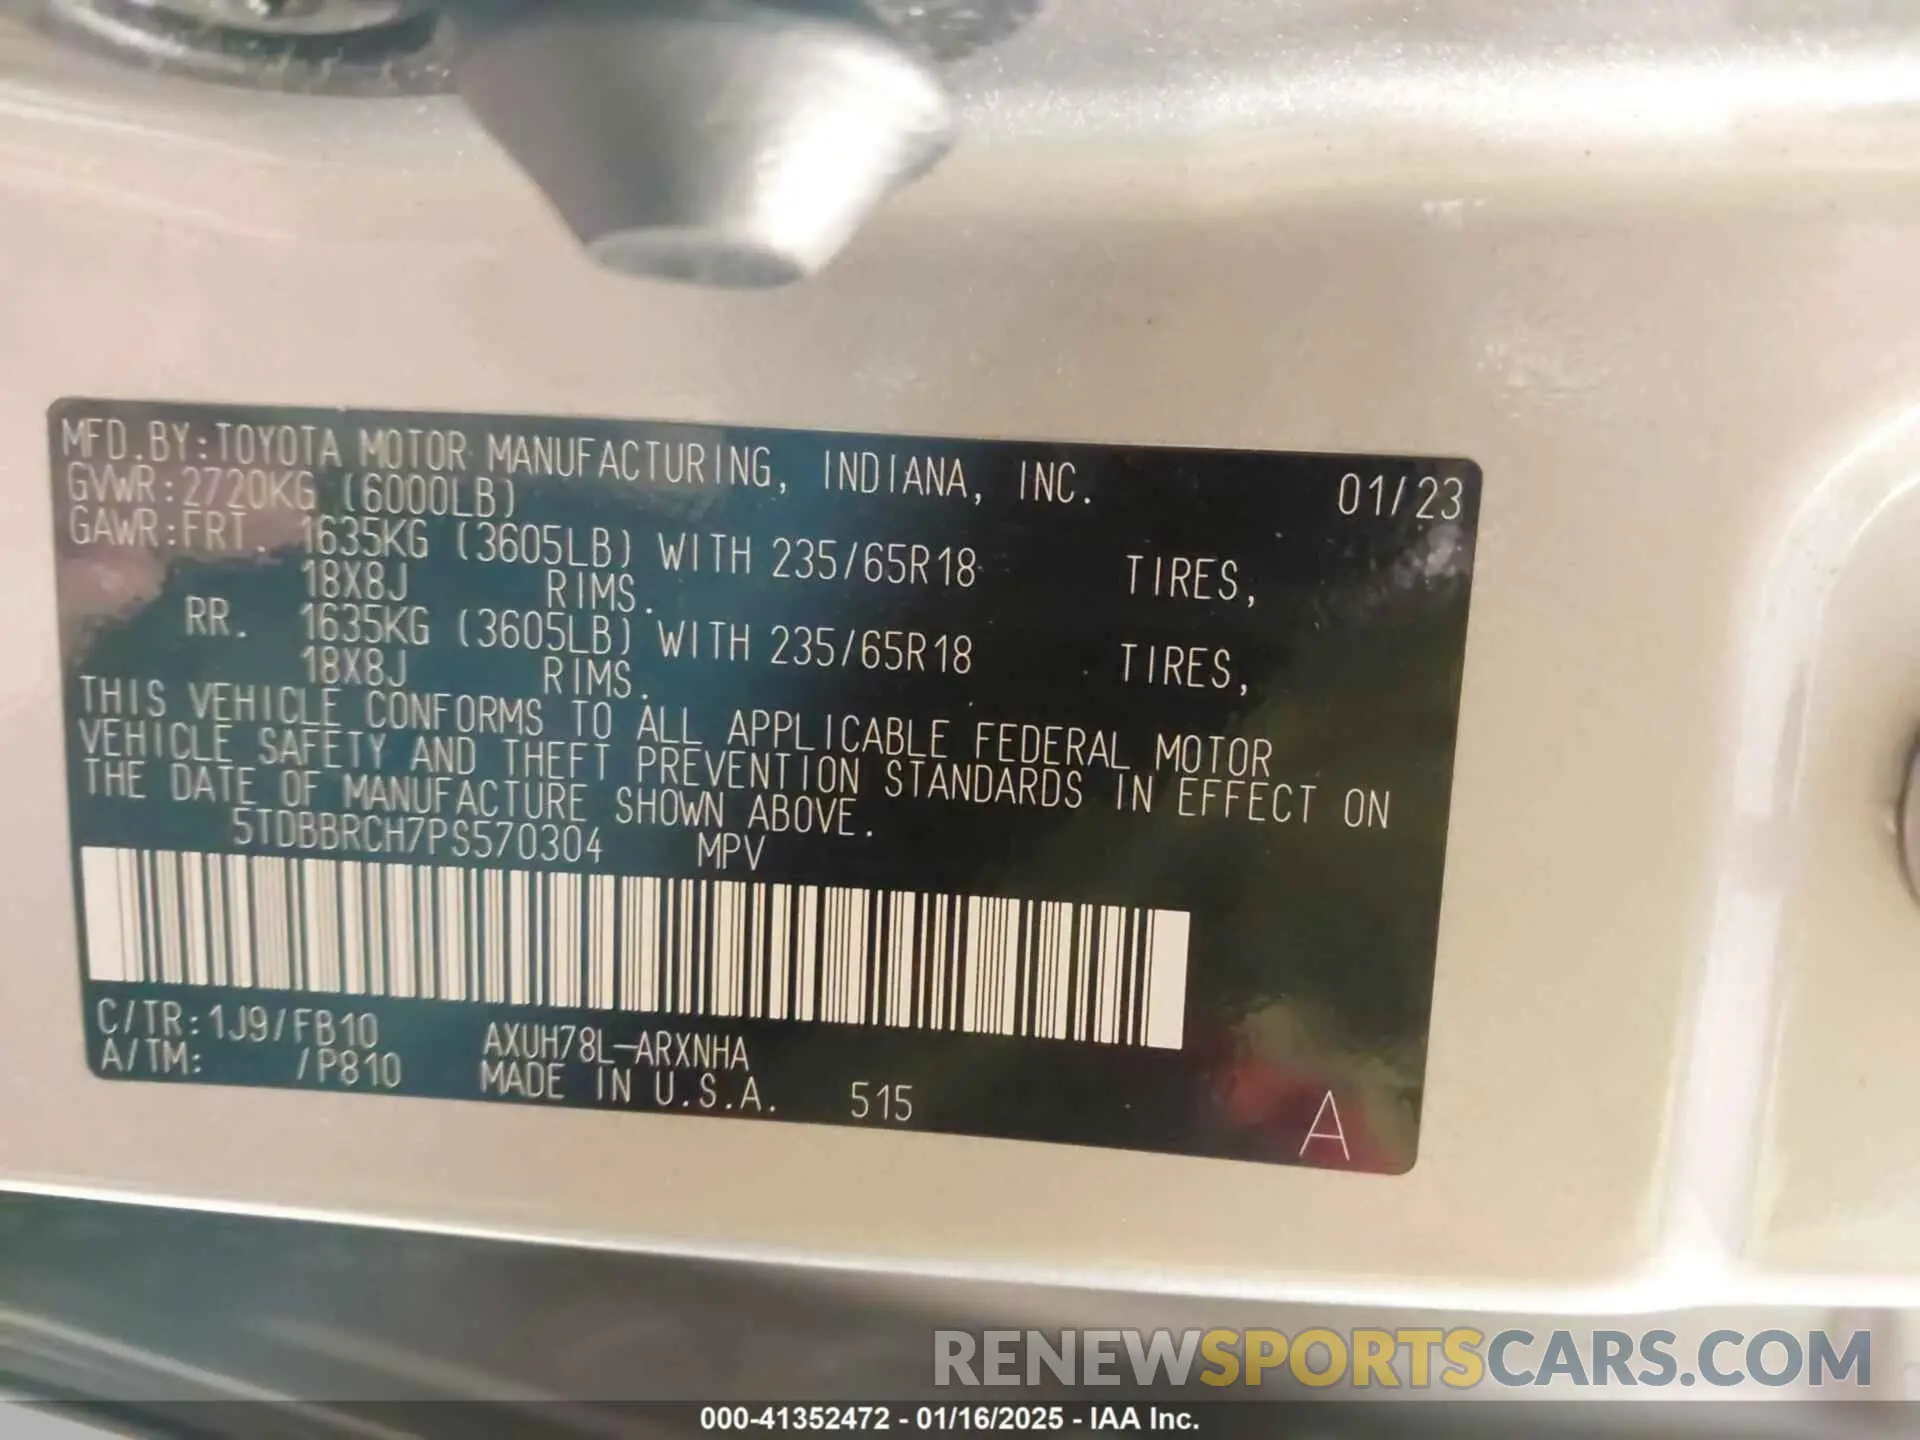 MFD.BY:TOYOTA MOTOR MANUFACTURING, INDIANA, INC. 01/23
GVWR:2720KG (6000LB)
GAWR:FRT. 1635KG (3605LB) WITH 235/65R18 TIRES,
18X8J RIMS.
RR. 1635KG (3605LB) WITH 235/65R18 TIRES,
18X8J RIMS.
THIS VEHICLE CONFORMS TO ALL APPLICABLE FEDERAL MOTOR
VEHICLE SAFETY AND THEFT PREVENTION STANDARDS IN EFFECT ON
THE DATE OF MANUFACTURE SHOWN ABOVE.
5TDBBRCH7PS570304 MPV
C/TR:1J9/FB10 AXUH78L-ARXNHA
A/TM: /P810 MADE IN U.S.A. 515 A
RENEWSPORTSCARS.COM
000-41352472 - 01/16/2025 - IAA Inc.